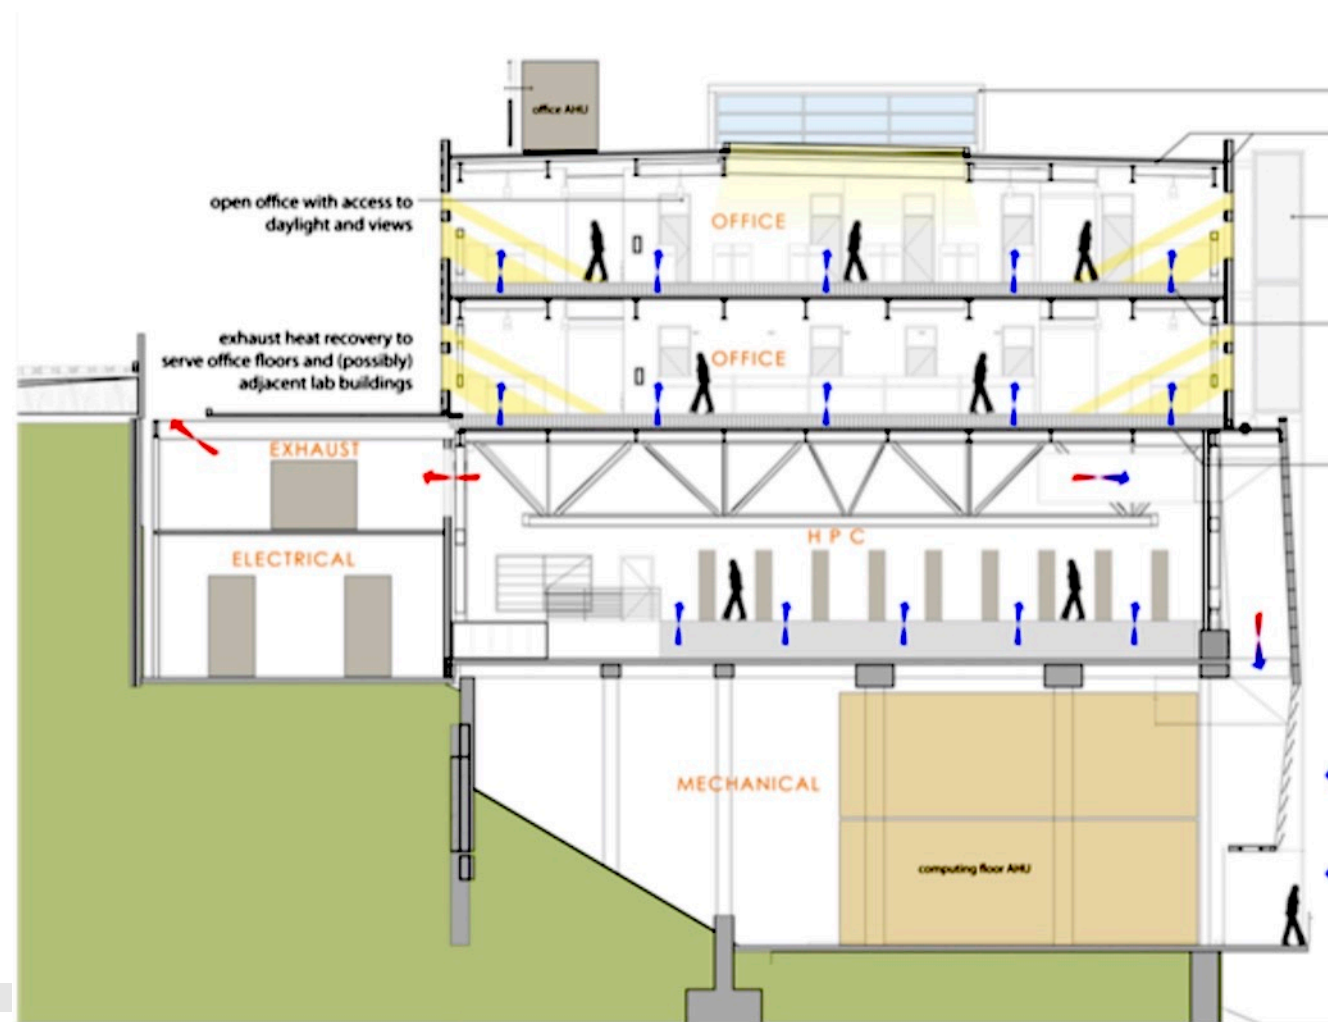 office AHU
open office with access to
daylight and views
OFFICE
exhaust heat recovery to
serve office floors and (possibly)
adjacent lab buildings
OFFICE
EXHAUST
HPC
ELECTRICAL
MECHANICAL
computing floor AHU